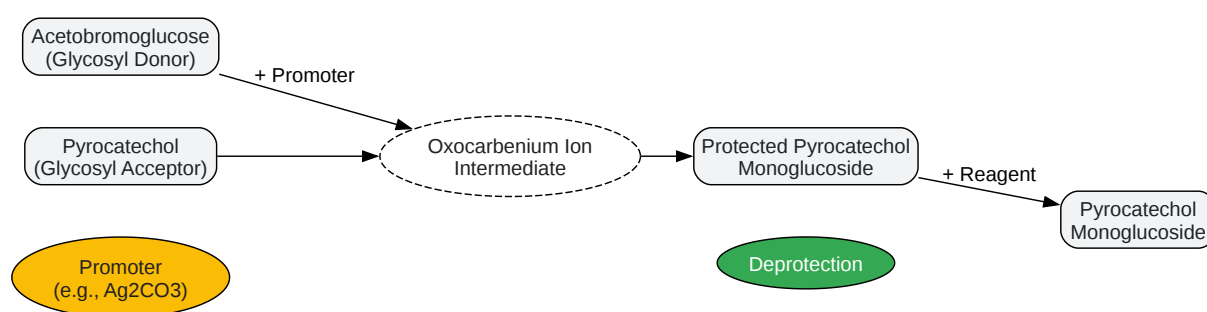 Acetobromoglucose
(Glycosyl Donor)
+ Promoter
Pyrocatechol
(Glycosyl Acceptor)
Oxocarbenium Ion
Intermediate
Protected Pyrocatechol
Monoglucoside
+ Reagent
Pyrocatechol
Monoglucoside
Promoter
(e.g., Ag2CO3)
Deprotection